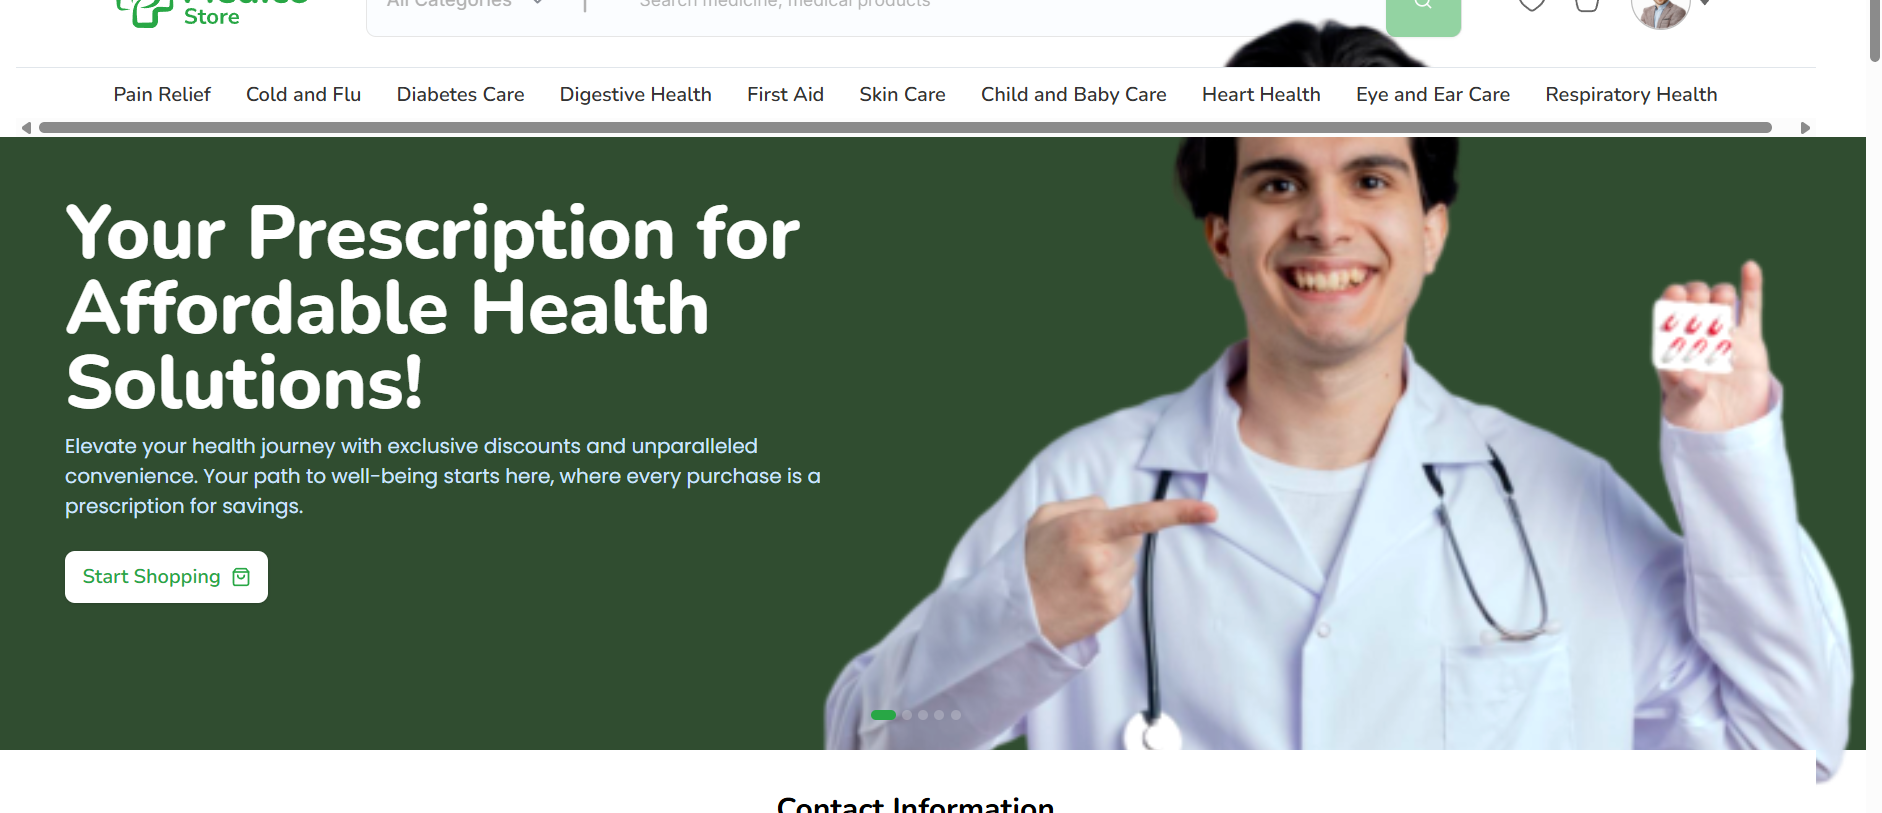 Store
All Categories
Search medicine, medical products
Pain Relief Cold and Flu Diabetes Care Digestive Health First Aid Skin Care Child and Baby Care Heart Health Eye and Ear Care Respiratory Health
Your Prescription for
Affordable Health
Solutions!
Elevate your health journey with exclusive discounts and unparalleled
convenience. Your path to well-being starts here, where every purchase is a
prescription for savings.
Start Shopping
Contact Information